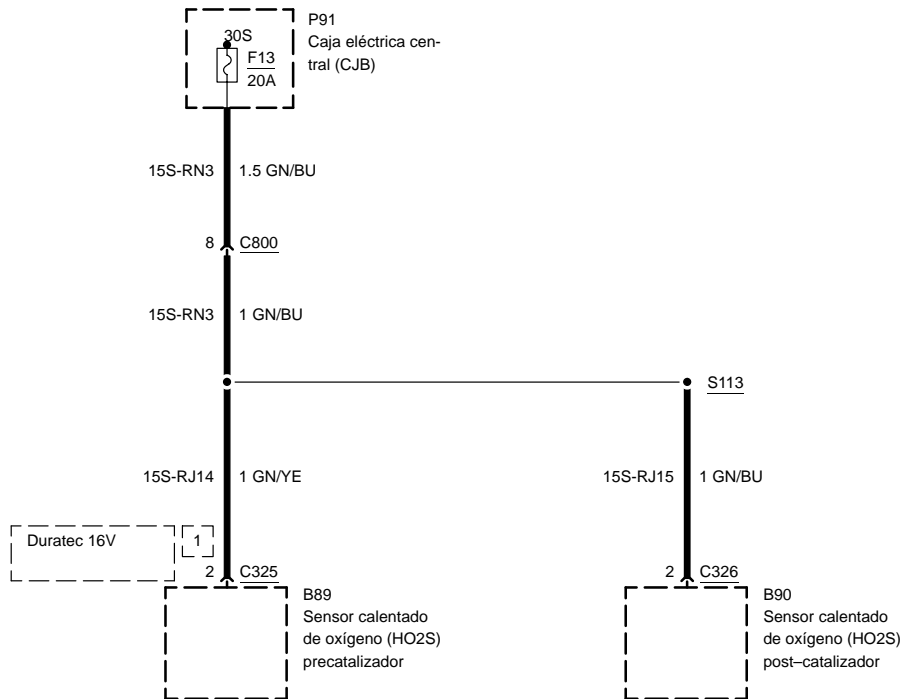 P91
Caja eléctrica cen-
tral (CJB)
30S
F13
20A
15S-RN3 1.5 GN/BU
8 C800
15S-RN3 1 GN/BU
S113
15S-RJ14 1 GN/YE
15S-RJ15 1 GN/BU
Duratec 16V 1
2 C325
2 C326
B89
Sensor calentado
de oxígeno (HO2S)
precatalizador
B90
Sensor calentado
de oxígeno (HO2S)
post–catalizador